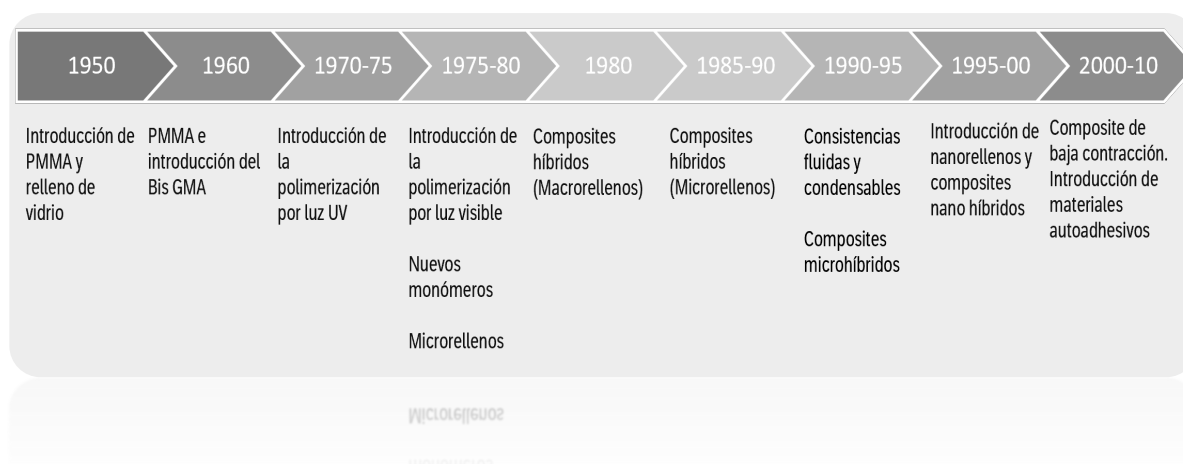 1950
1960
1970-75
1975-80
1980
1985-90
1990-95
1995-00
2000-10
Introducción de
PMMA y
relleno de
vidrio
PMMA e
introducción del
Bis GMA
Introducción de
la
polimerización
por luz UV
Introducción de
la
polimerización
por luz visible
Nuevos
monómeros
Microrellenos
Composites
híbridos
(Macrorellenos)
Composites
híbridos
(Microrellenos)
Consistencias
fluidas y
condensables
Composites
microhíbridos
Introducción de
nanorellenos y
composites
nano híbridos
Composite de
baja contracción.
Introducción de
materiales
autoadhesivos